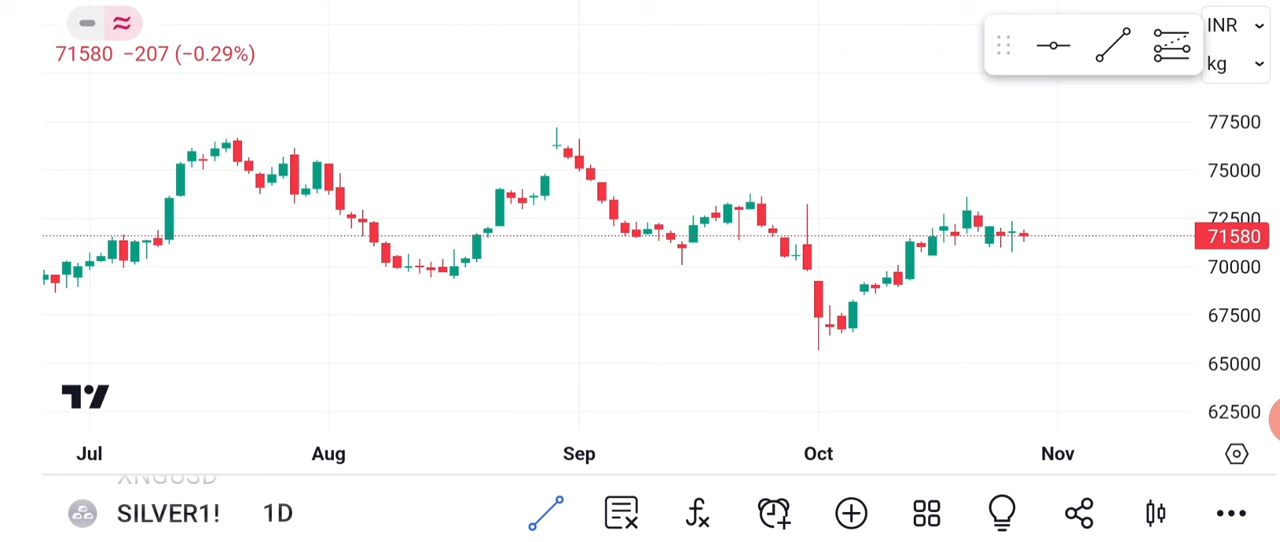 INR
71580 −207 (−0.29%)
kg
77500
75000
72500
71580
70000
67500
65000
62500
Jul Aug Sep Oct Nov
XNGUSD
SILVER1! 1D